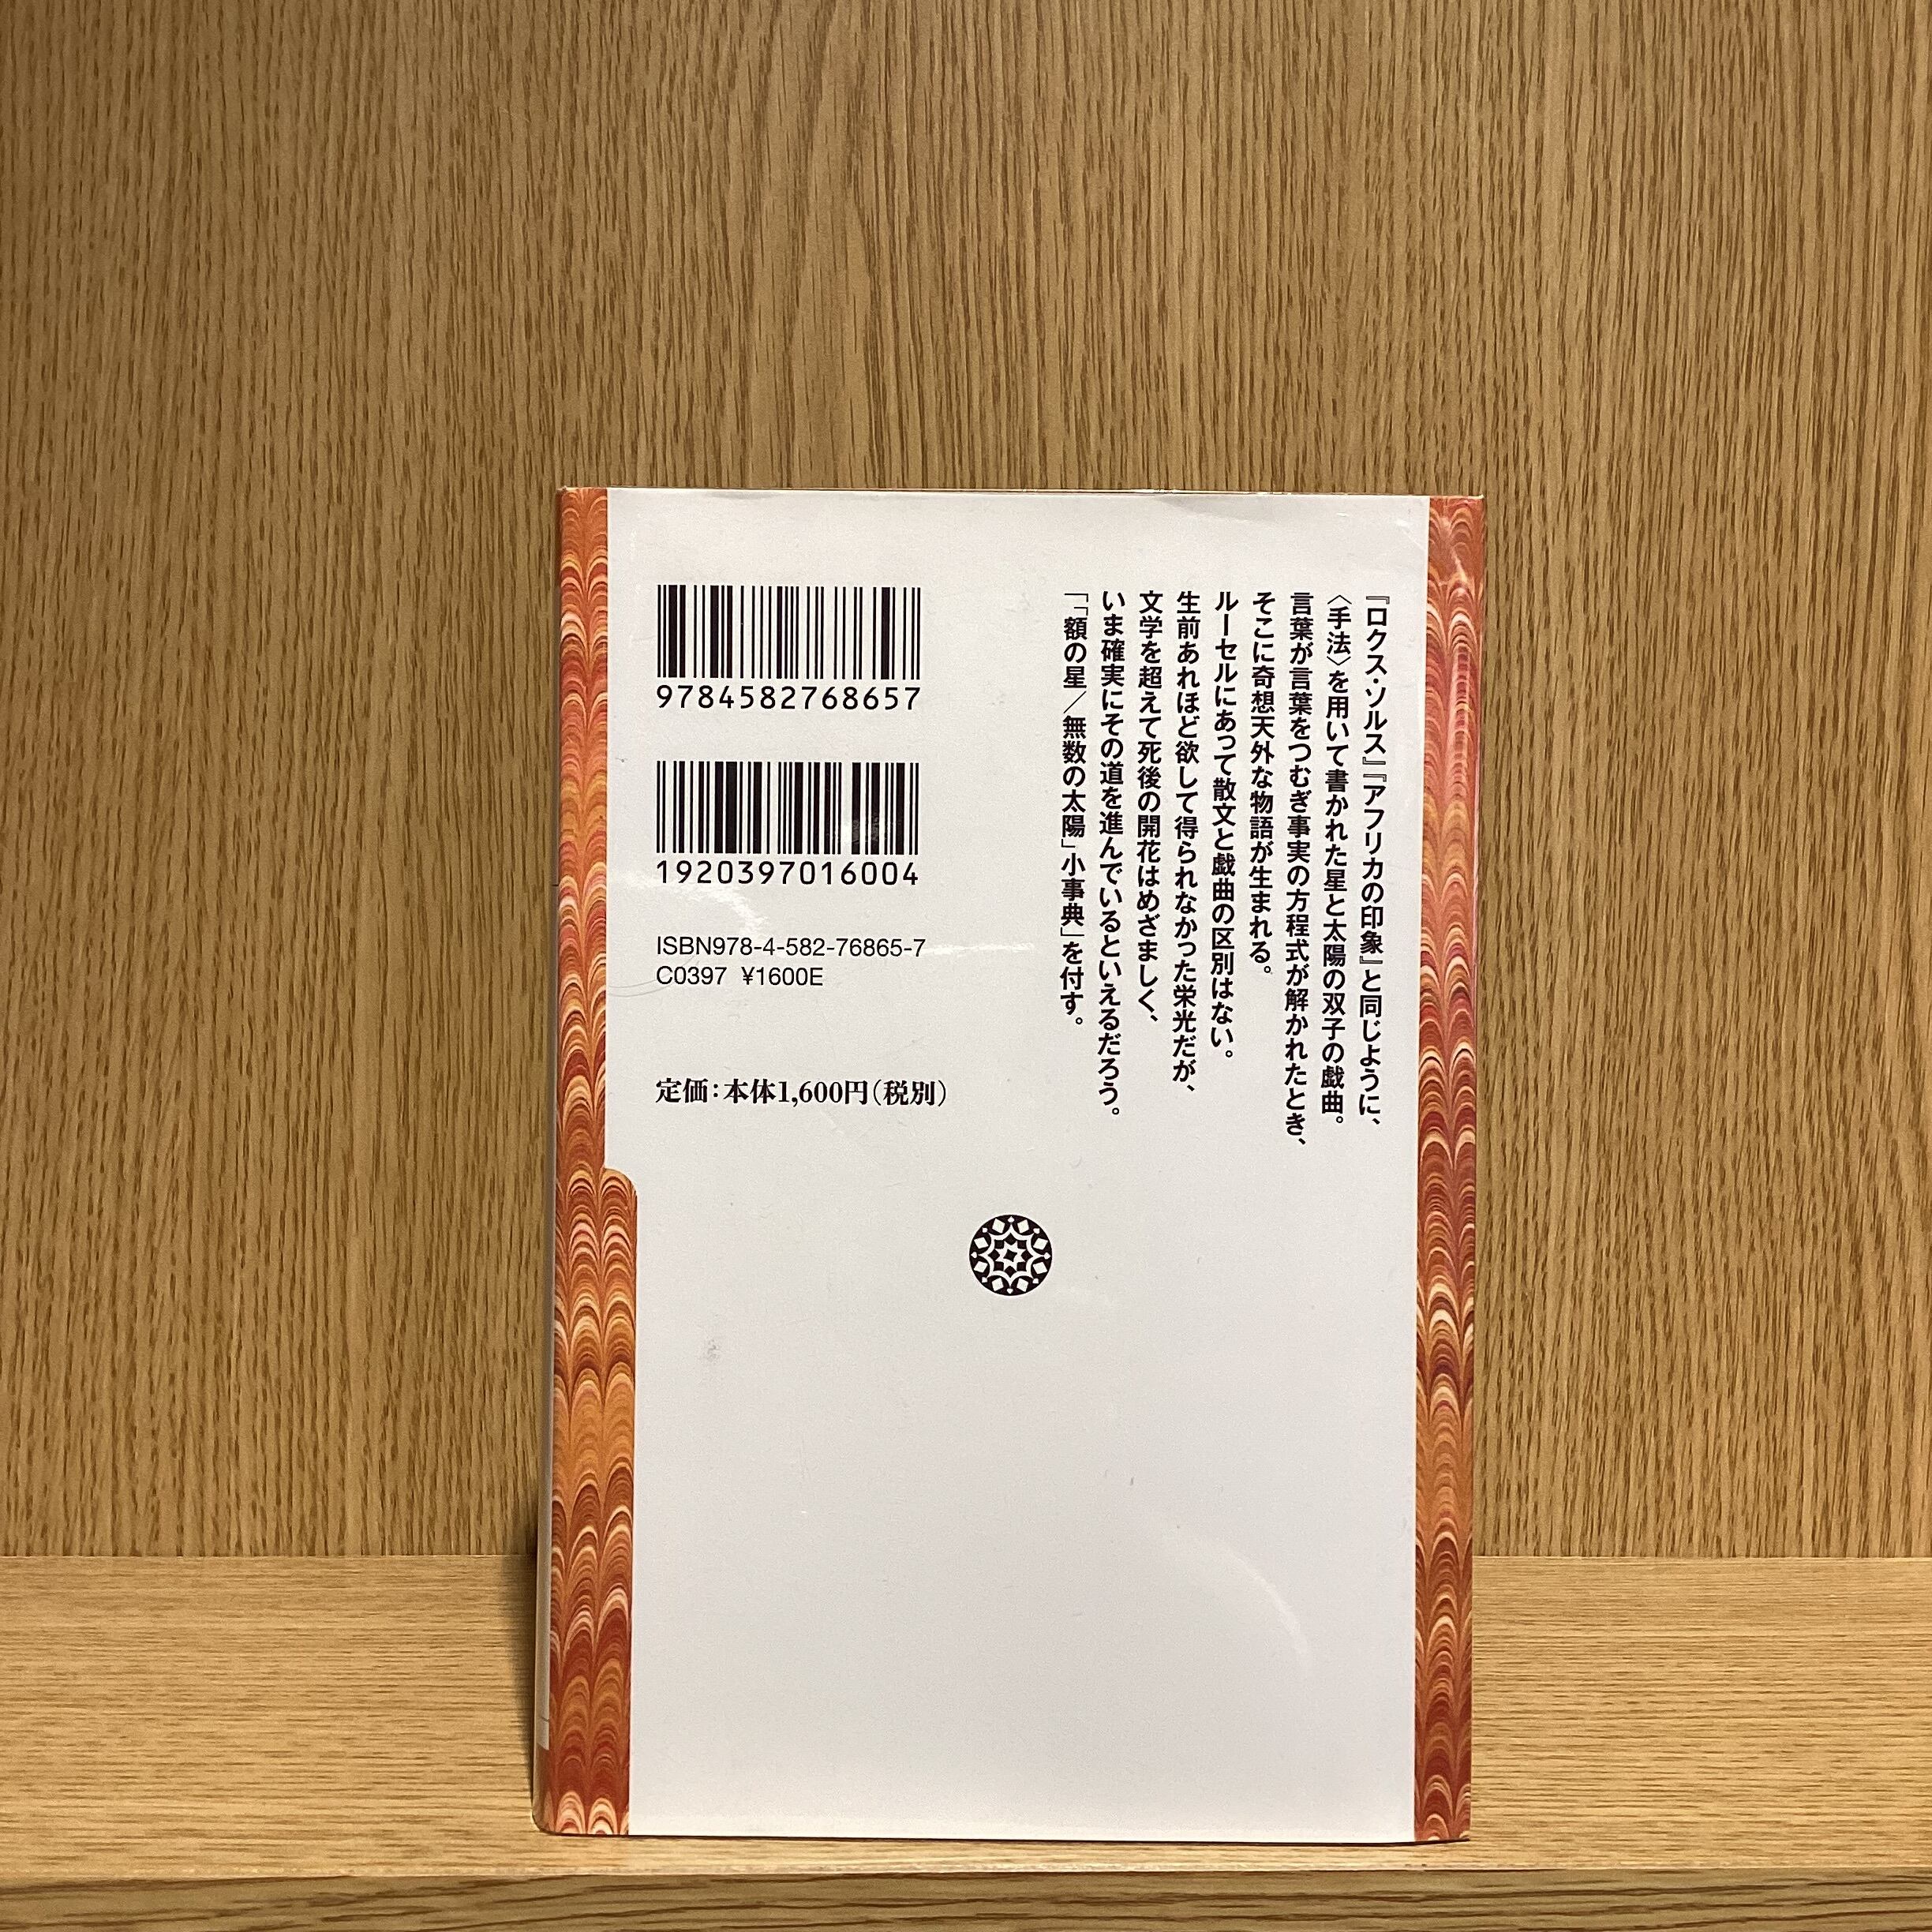 『ロクス・ソルス』『アフリカの印象』と同じように、
〈手法〉を用いて書かれた星と太陽の双子の戯曲。
言葉が言葉をつむぎ事実の方程式が解かれたとき、
そこに奇想天外な物語が生まれる。
ルーセルにあって散文と戯曲の区別はない。
生前あれほど欲して得られなかった栄光だが、
文学を超えて死後の開花はめざましく、
いま確実にその道を進んでいるといえるだろう。
「「額の星／無数の太陽」小事典」を付す。
9784582768657
1920397016004
ISBN978-4-582-76865-7
C0397 ¥1600E
定価：本体1,600円（税別）